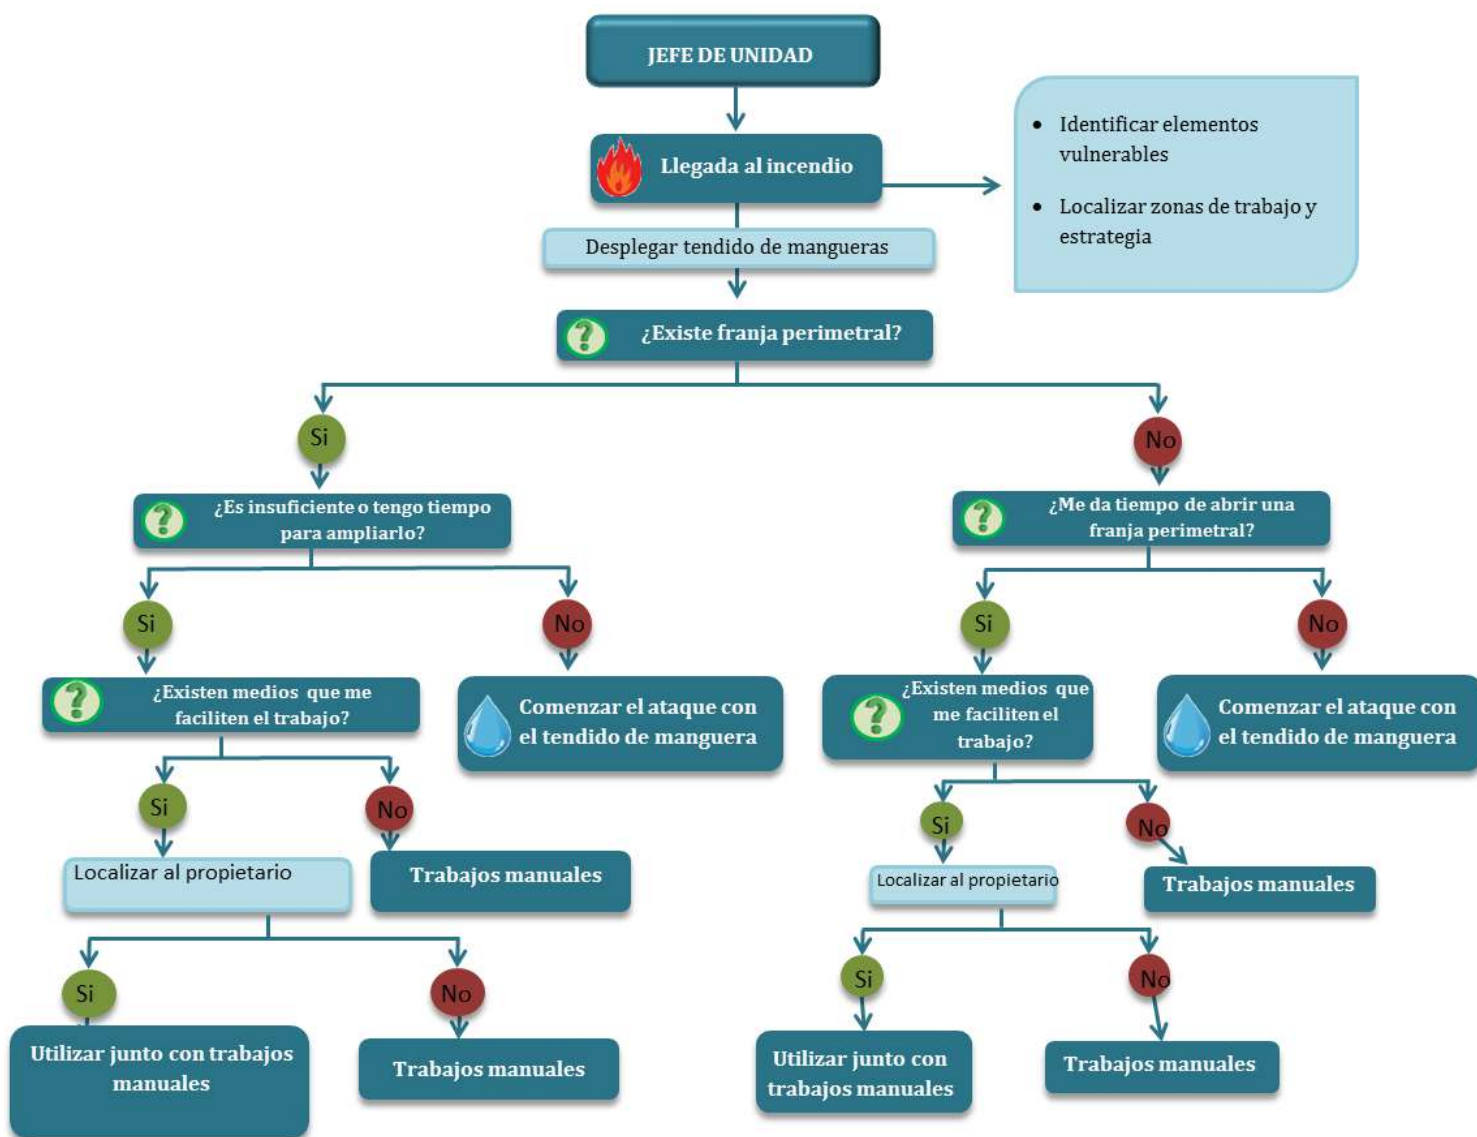 JEFE DE UNIDAD
Llegada al incendio
• Identificar elementos
vulnerables
• Localizar zonas de trabajo y
estrategia
Desplegar tendido de mangueras
¿Existe franja perimetral?
Si
No
¿Es insuficiente o tengo tiempo
para ampliarlo?
¿Me da tiempo de abrir una
franja perimetral?
Si
No
Si
No
¿Existen medios que me
faciliten el trabajo?
Comenzar el ataque con
el tendido de manguera
¿Existen medios que
me faciliten el
trabajo?
Comenzar el ataque con
el tendido de manguera
Si
No
Si
No
Localizar al propietario
Trabajos manuales
Localizar al propietario
Trabajos manuales
Si
No
Si
No
Utilizar junto con trabajos
manuales
Trabajos manuales
Utilizar junto con
trabajos manuales
Trabajos manuales